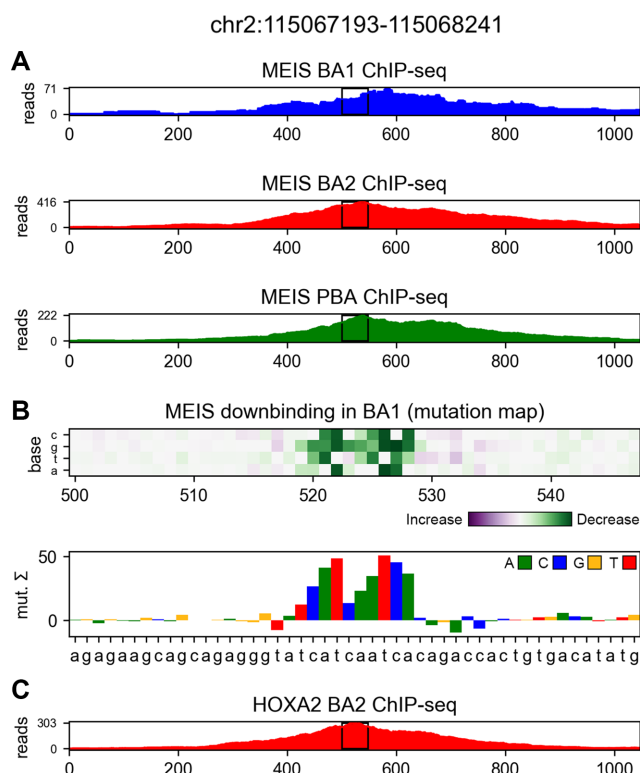 chr2:115067193-115068241
A
MEIS BA1 ChIP-seq
reads
71
0
0 200 400 600 800 1000
MEIS BA2 ChIP-seq
reads
416
0
0 200 400 600 800 1000
MEIS PBA ChIP-seq
reads
222
0
0 200 400 600 800 1000
B
MEIS downbinding in BA1 (mutation map)
base
c
g
t
a
500 510 520 530 540
Increase Decrease
mut. Σ
50
0
A C G T
a g a g a a g c a g c a g a g g g t a t c a t c a a t c a c a g a c c a c t g t g a c a t a t g
C
HOXA2 BA2 ChIP-seq
reads
303
0
0 200 400 600 800 1000